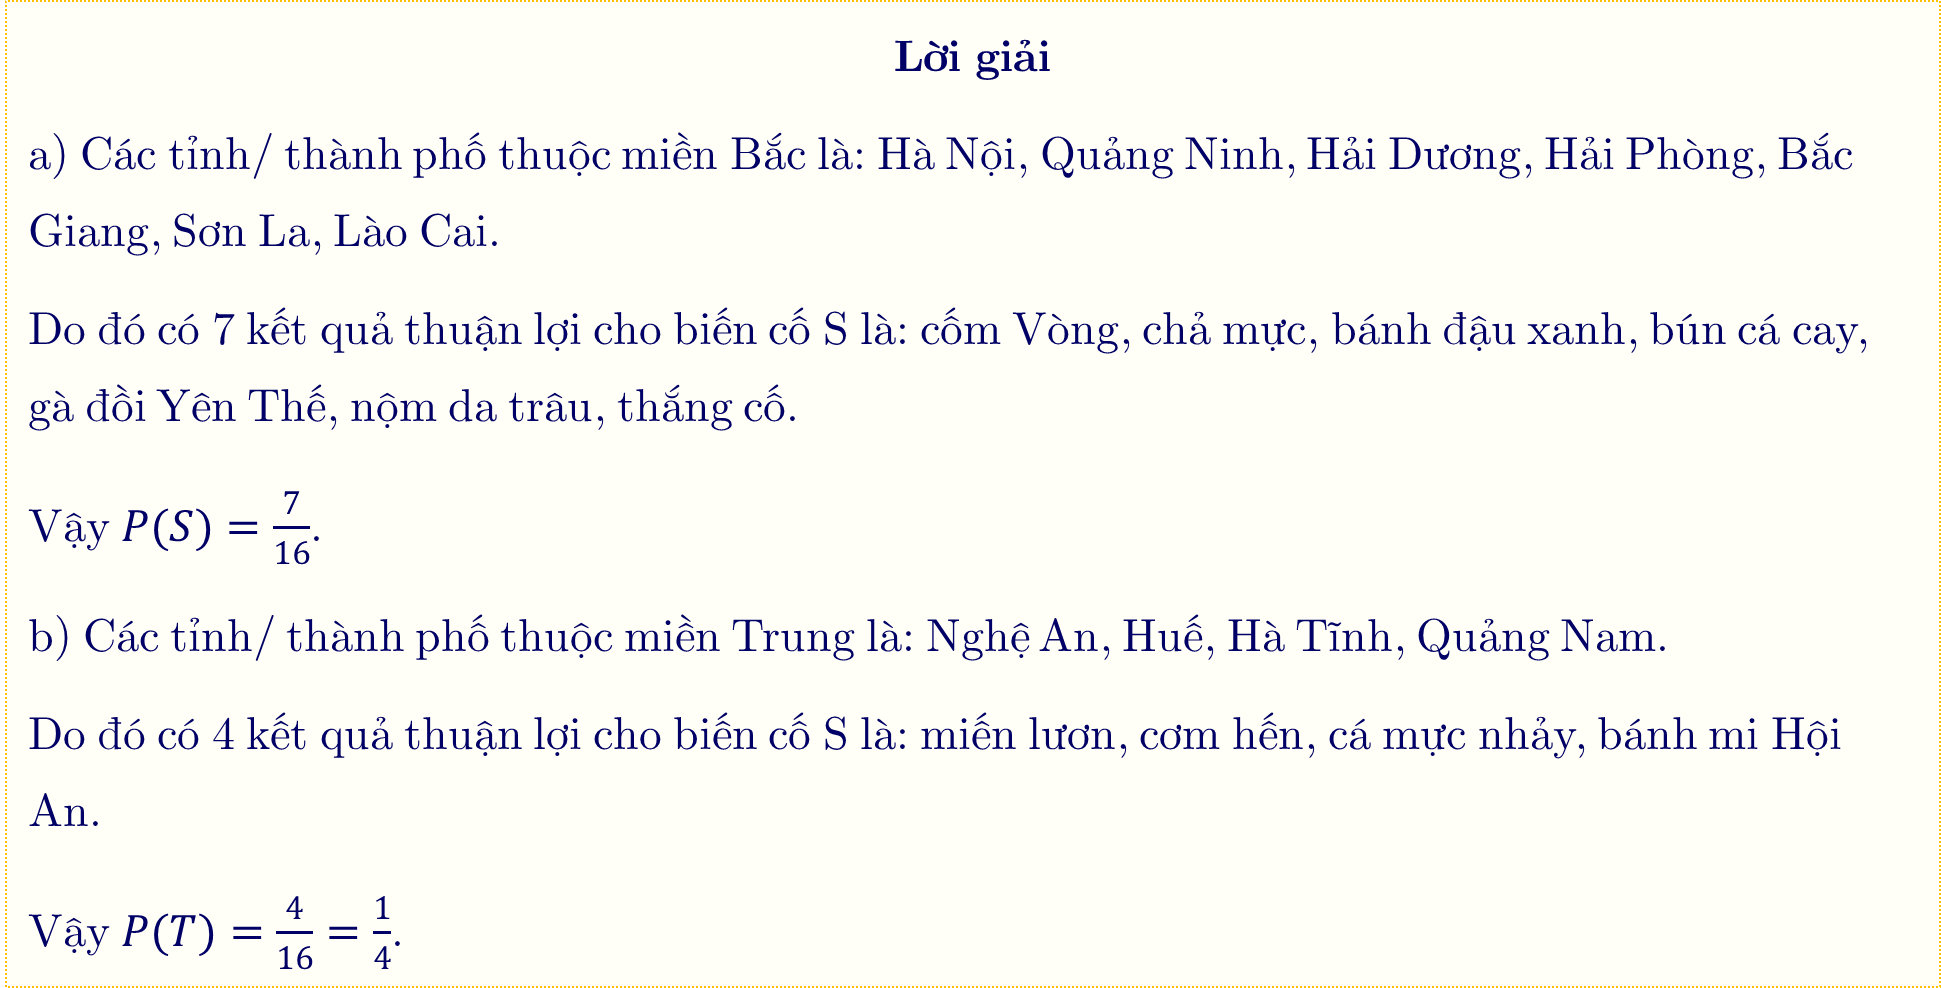 Lời giải
a) Các tỉnh/ thành phố thuộc miền Bắc là: Hà Nội, Quảng Ninh, Hải Dương, Hải Phòng, Bắc
Giang, Sơn La, Lào Cai.
Do đó có 7 kết quả thuận lợi cho biến cố S là: cốm Vòng, chả mực, bánh đậu xanh, bún cá cay,
gà đồi Yên Thế, nộm da trâu, thắng cố.
Vậy P(S) = 7/16.
b) Các tỉnh/ thành phố thuộc miền Trung là: Nghệ An, Huế, Hà Tĩnh, Quảng Nam.
Do đó có 4 kết quả thuận lợi cho biến cố S là: miến lươn, cơm hến, cá mực nhảy, bánh mi Hội
An.
Vậy P(T) = 4/16 = 1/4.